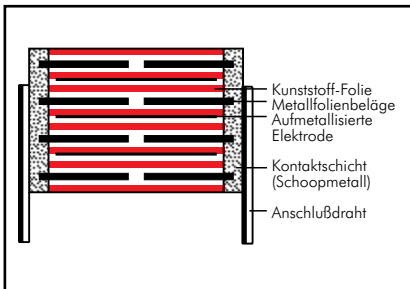 Kunststoff-Folie
Metallfolienbeläge
Aufmetallisierte
Elektrode
Kontaktschicht
(Schoopmetall)
Anschlußdraht